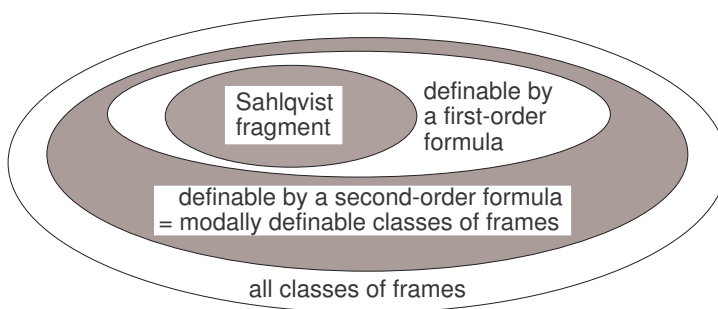 Sahlqvist
fragment
definable by
a first-order
formula
definable by a second-order formula
= modally definable classes of frames
all classes of frames